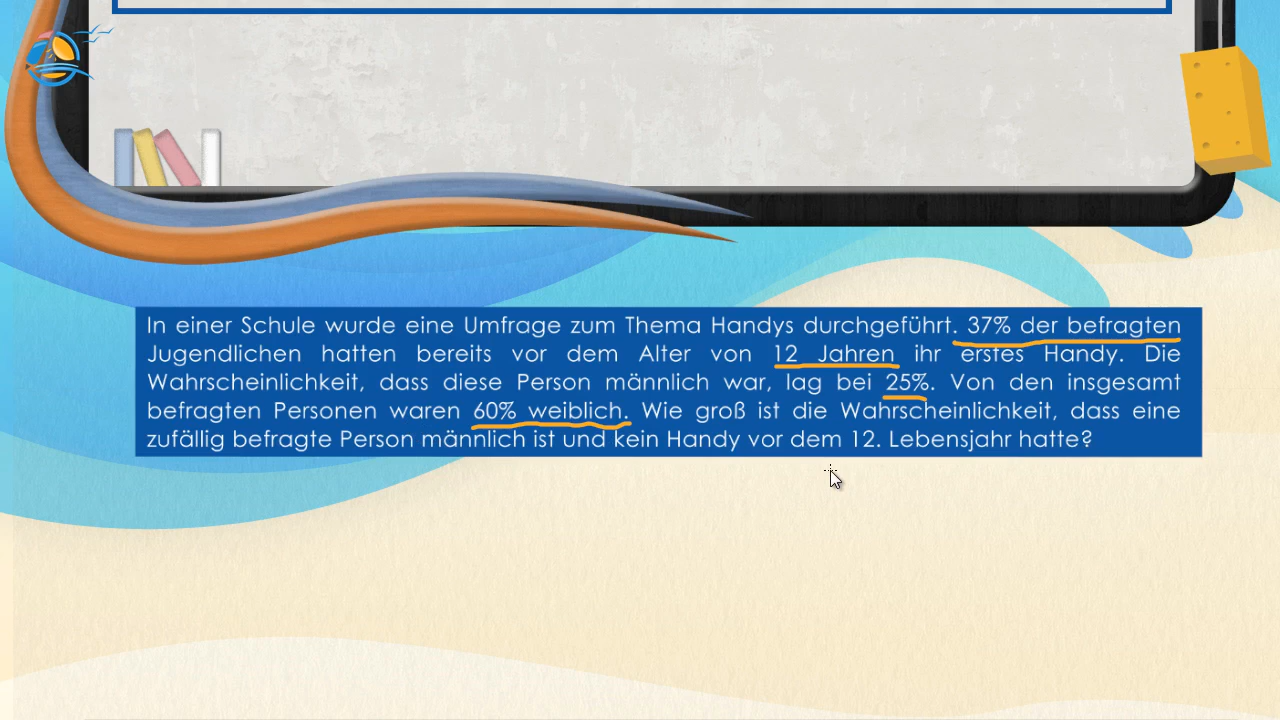 In einer Schule wurde eine Umfrage zum Thema Handys durchgeführt. 37% der befragten
Jugendlichen hatten bereits vor dem Alter von 12 Jahren ihr erstes Handy. Die
Wahrscheinlichkeit, dass diese Person männlich war, lag bei 25%. Von den insgesamt
befragten Personen waren 60% weiblich. Wie groß ist die Wahrscheinlichkeit, dass eine
zufällig befragte Person männlich ist und kein Handy vor dem 12. Lebensjahr hatte?